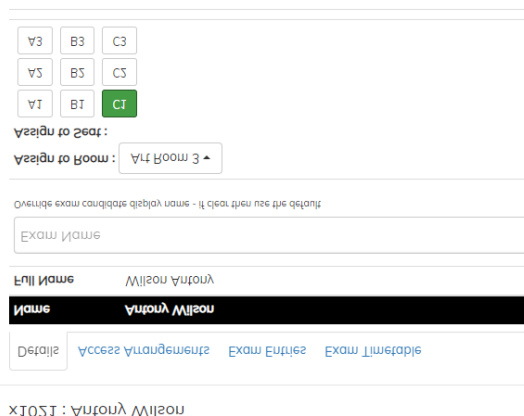 x1021 : Antony Wilson
Details Access Arrangements Exam Entries Exam Timetable
Name Antony Wilson
Full Name Wilson Antony
Exam Name
Override exam candidate display name - if clear then use the default
Assign to Room : Art Room 3
Assign to Seat :
A1 B1 C1
A2 B2 C2
A3 B3 C3